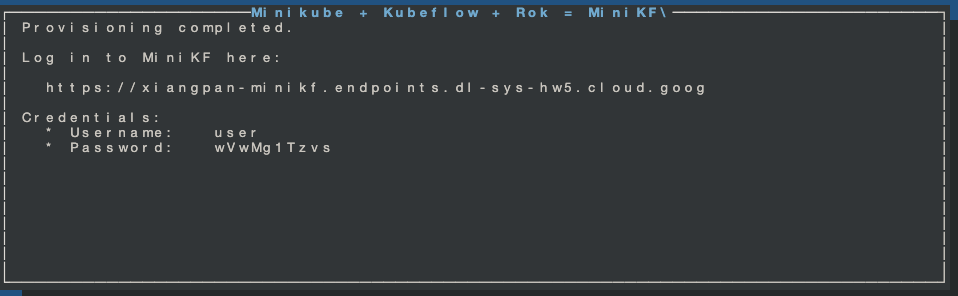 Minikube + Kubeflow + Rok = MiniKF\
Provisioning completed.
Log in to MiniKF here:
https://xiangpan-minikf.endpoints.dl-sys-hw5.cloud.goog
Credentials:
* Username: user
* Password: wVwMg1Tzvs